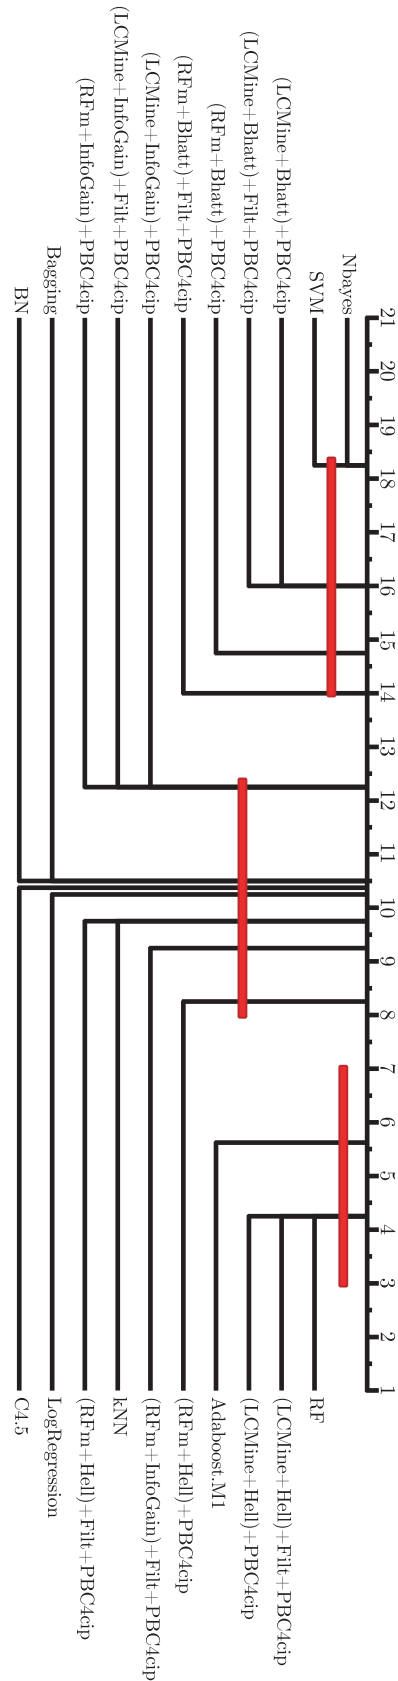 21 20 19 18 17 16 15 14 13 12 11 10 9 8 7 6 5 4 3 2 1
Nbayes
SVM
(LCMine+Bhatt)+PBC4cip
(LCMine+Bhatt)+Filt+PBC4cip
(RFm+Bhatt)+PBC4cip
(RFm+Bhatt)+Filt+PBC4cip
(LCMine+InfoGain)+PBC4cip
(LCMine+InfoGain)+Filt+PBC4cip
(RFm+InfoGain)+PBC4cip
Bagging
BN
RF
(LCMine+Hell)+Filt+PBC4cip
(LCMine+Hell)+PBC4cip
Adaboost.M1
(RFm+Hell)+PBC4cip
(RFm+InfoGain)+Filt+PBC4cip
kNN
(RFm+Hell)+Filt+PBC4cip
LogRegression
C4.5